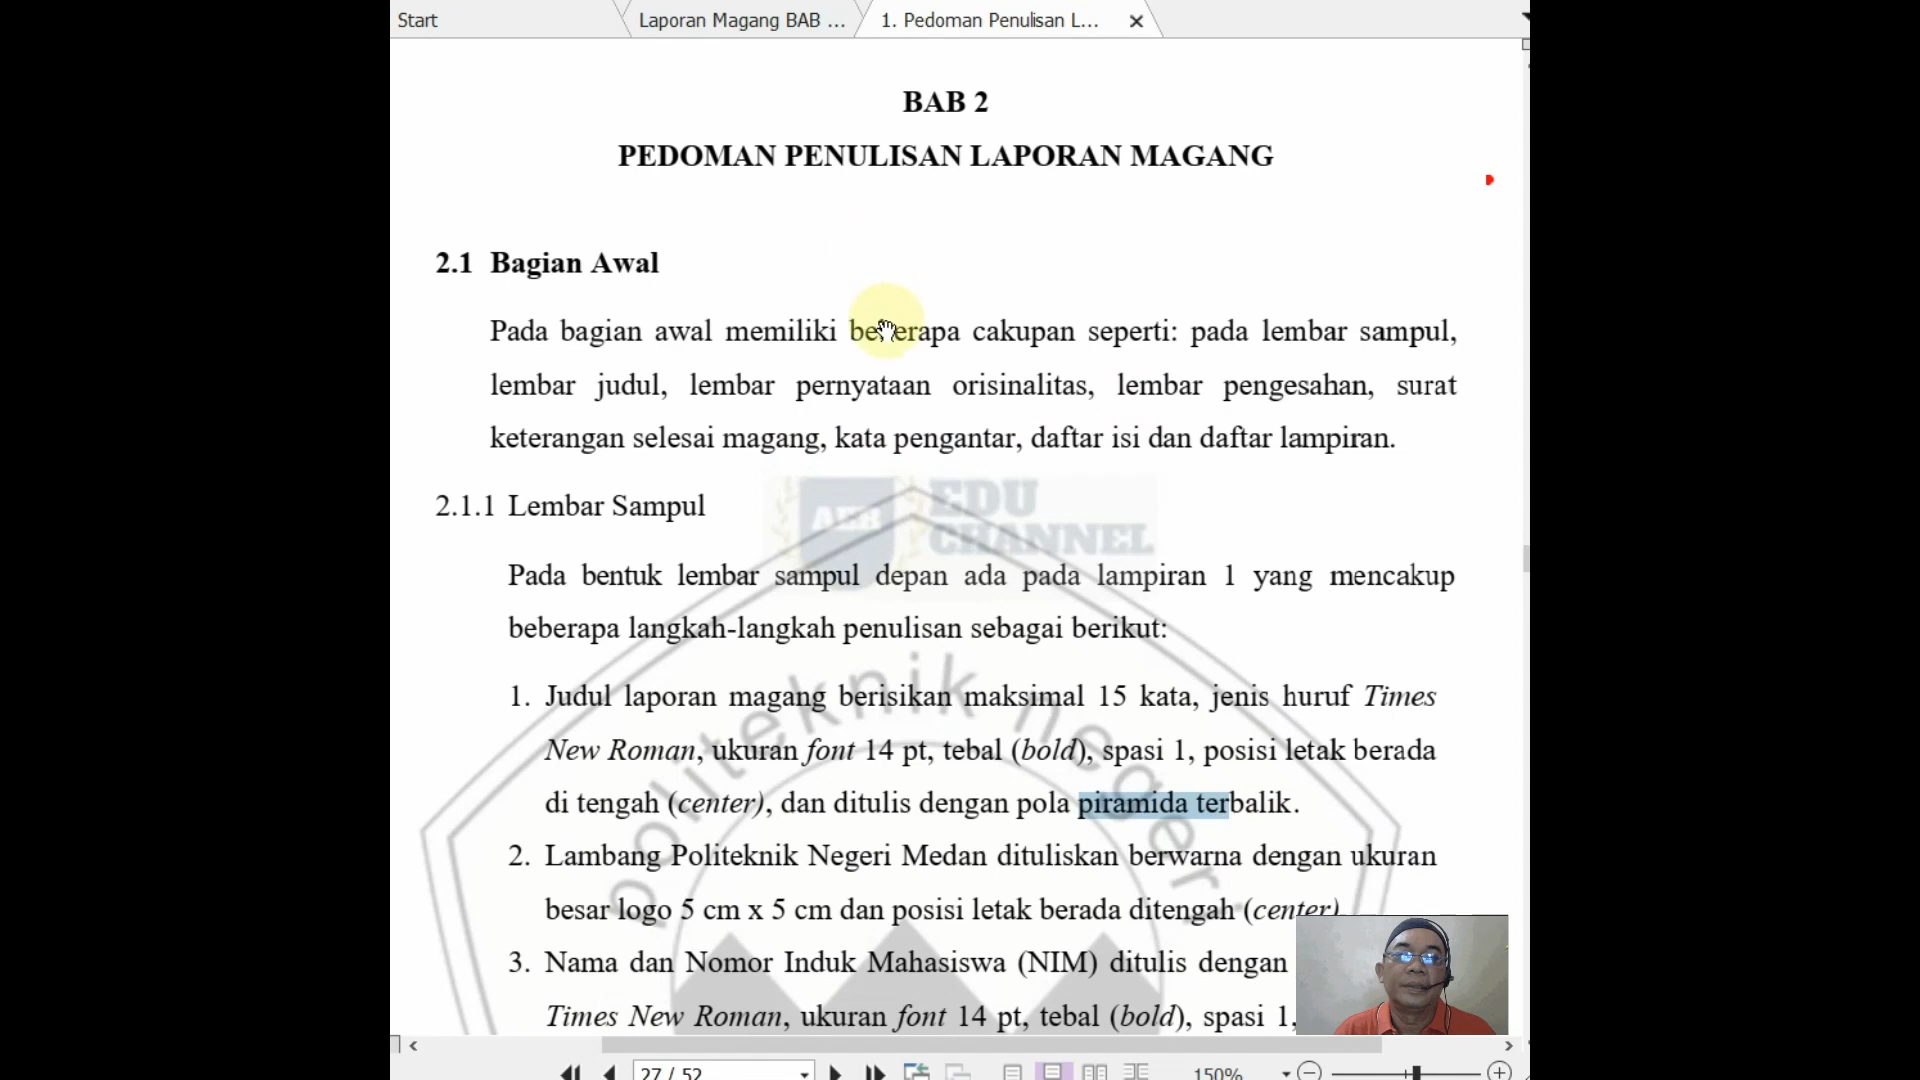 Start
Laporan Magang BAB ...
1. Pedoman Penulisan L...
BAB 2
PEDOMAN PENULISAN LAPORAN MAGANG
2.1 Bagian Awal
Pada bagian awal memiliki beberapa cakupan seperti: pada lembar sampul,
lembar judul, lembar pernyataan orisinalitas, lembar pengesahan, surat
keterangan selesai magang, kata pengantar, daftar isi dan daftar lampiran.
AEB
EDU
CHANNEL
2.1.1 Lembar Sampul
Pada bentuk lembar sampul depan ada pada lampiran 1 yang mencakup
beberapa langkah-langkah penulisan sebagai berikut:
politeknik negeri
1. Judul laporan magang berisikan maksimal 15 kata, jenis huruf Times
New Roman, ukuran font 14 pt, tebal (bold), spasi 1, posisi letak berada
di tengah (center), dan ditulis dengan pola piramida terbalik.
2. Lambang Politeknik Negeri Medan dituliskan berwarna dengan ukuran
besar logo 5 cm x 5 cm dan posisi letak berada ditengah (center)
3. Nama dan Nomor Induk Mahasiswa (NIM) ditulis dengan
Times New Roman, ukuran font 14 pt, tebal (bold), spasi 1,
27 / 52
150%